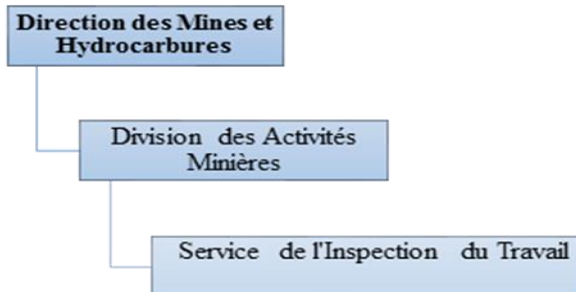 Direction des Mines et
Hydrocarbures
Division des Activités
Minières
Service de l'Inspection du Travail